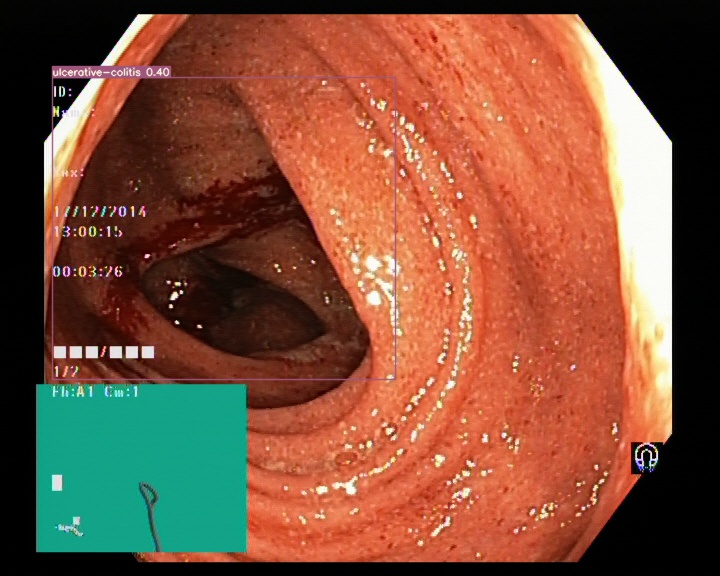 ulcerative-colitis 0.40
ID:
17/12/2014
13:00:15
00:03:26
1/2
Ph:A1 Cm:1